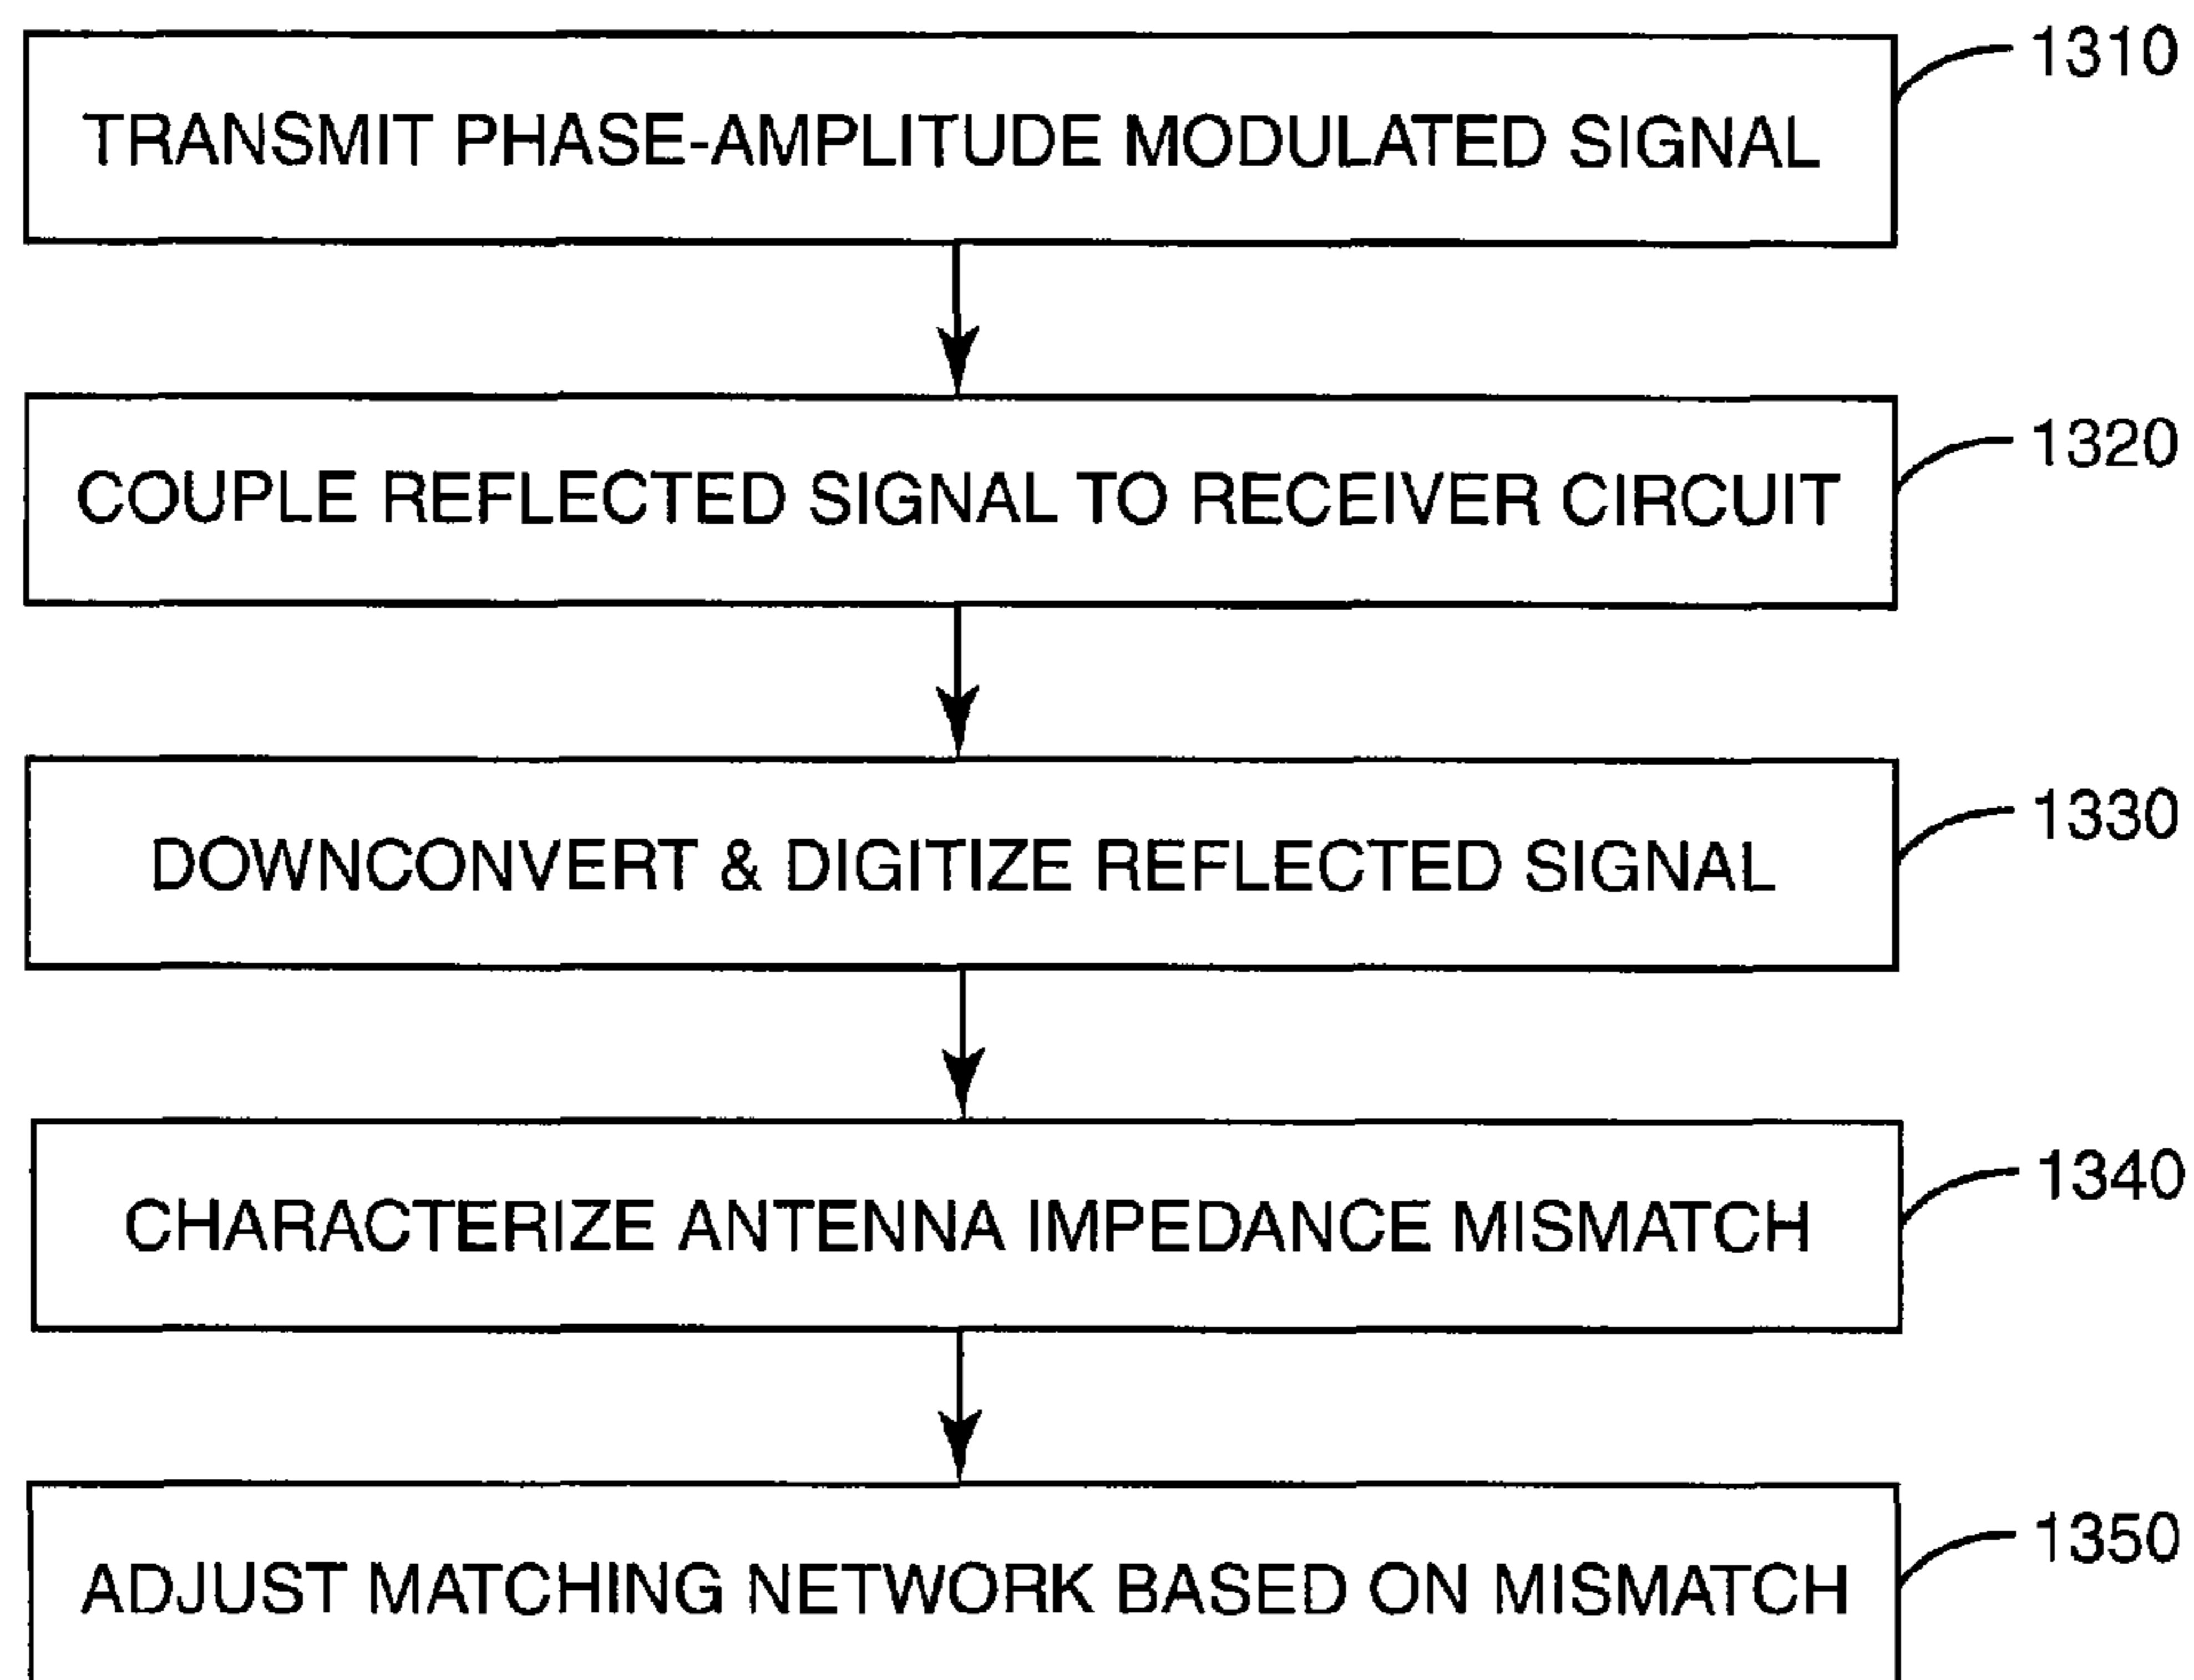 1310
TRANSMIT PHASE-AMPLITUDE MODULATED SIGNAL
1320
COUPLE REFLECTED SIGNAL TO RECEIVER CIRCUIT
1330
DOWNCONVERT & DIGITIZE REFLECTED SIGNAL
1340
CHARACTERIZE ANTENNA IMPEDANCE MISMATCH
1350
ADJUST MATCHING NETWORK BASED ON MISMATCH